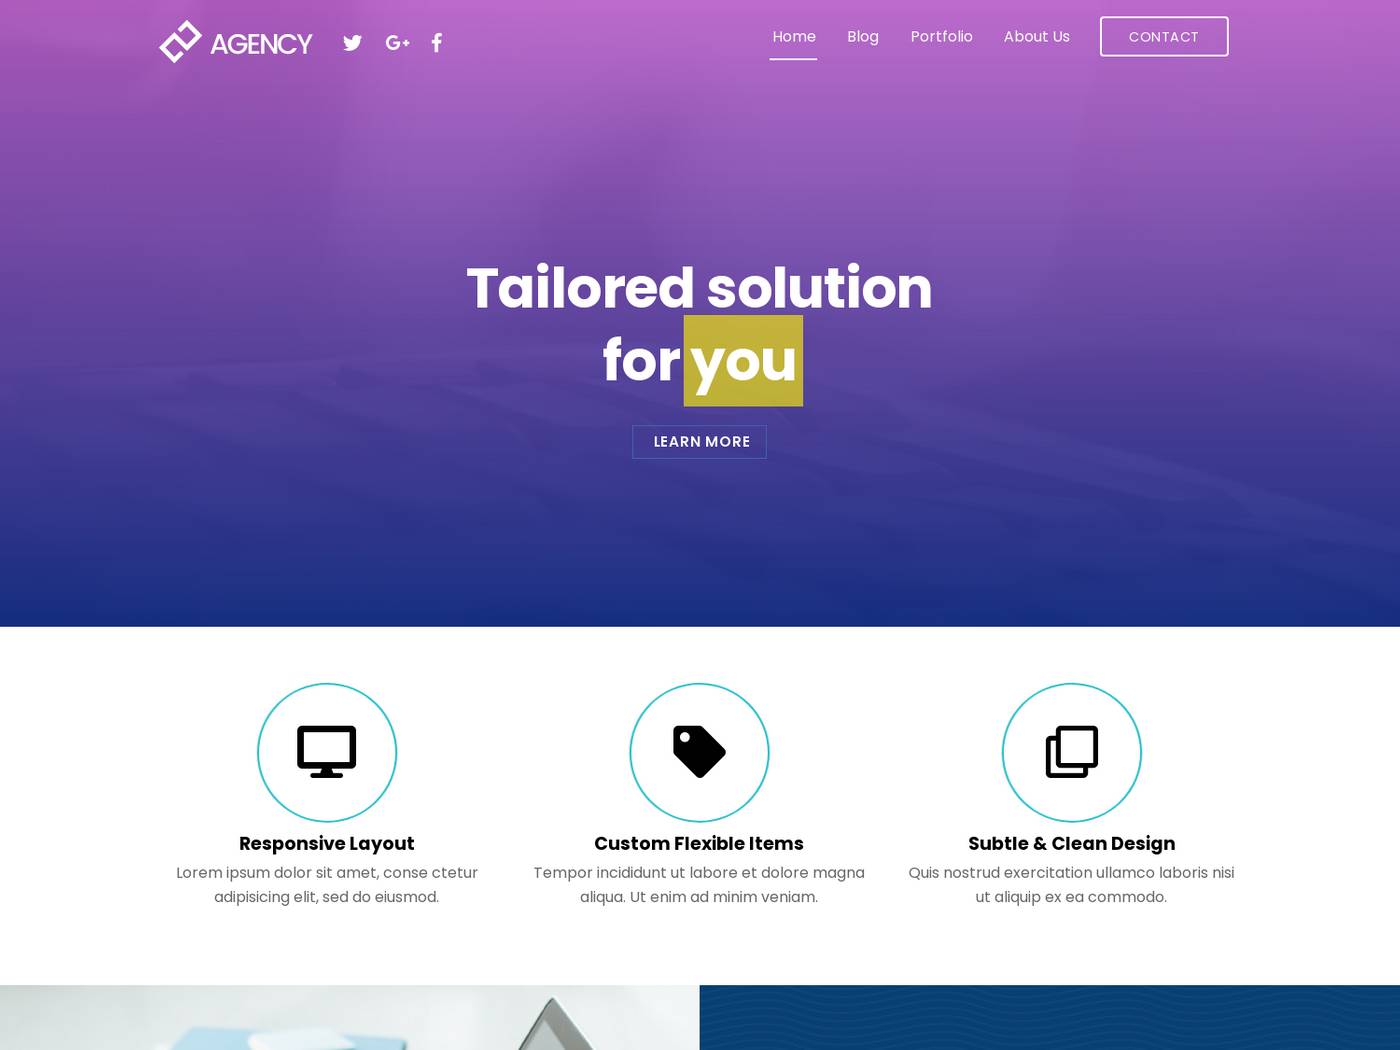 AGENCY
Home
Blog
Portfolio
About Us
CONTACT
Tailored solution
for you
LEARN MORE
Responsive Layout
Lorem ipsum dolor sit amet, conse ctetur
adipisicing elit, sed do eiusmod.
Custom Flexible Items
Tempor incididunt ut labore et dolore magna
aliqua. Ut enim ad minim veniam.
Subtle & Clean Design
Quis nostrud exercitation ullamco laboris nisi
ut aliquip ex ea commodo.